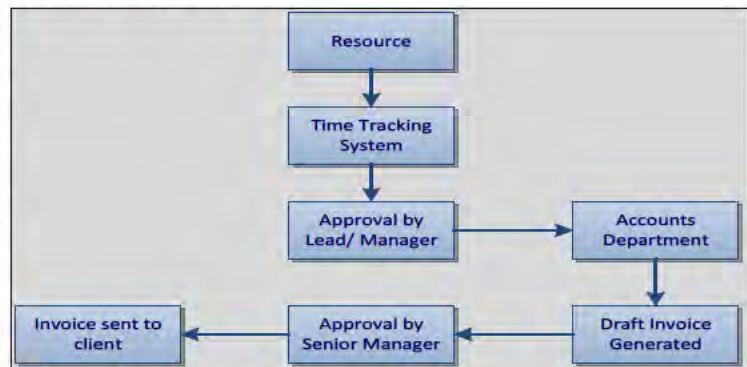 Resource
Time Tracking
System
Approval by
Lead/ Manager
Accounts
Department
Draft Invoice
Generated
Approval by
Senior Manager
Invoice sent to
client